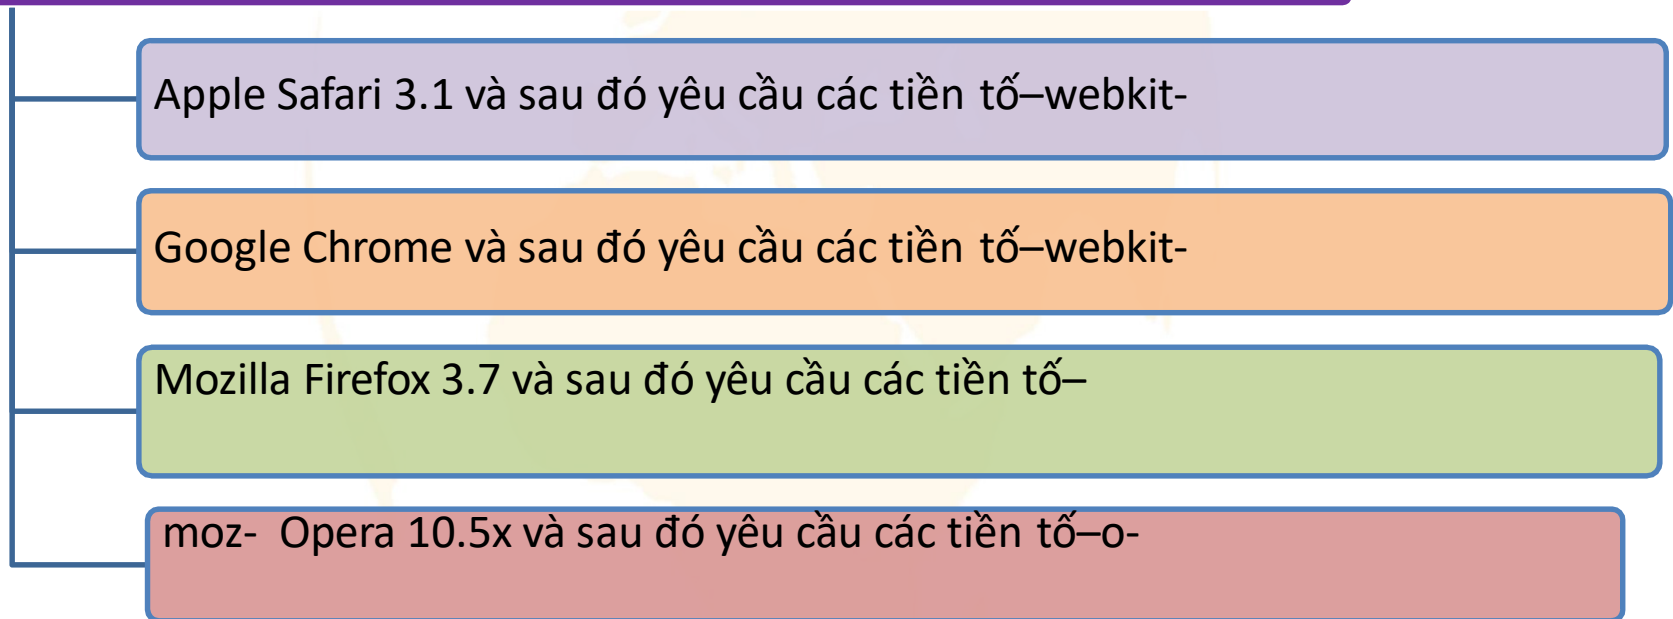 Apple Safari 3.1 và sau đó yêu cầu các tiền tố–webkit-
Google Chrome và sau đó yêu cầu các tiền tố–webkit-
Mozilla Firefox 3.7 và sau đó yêu cầu các tiền tố–
moz- Opera 10.5x và sau đó yêu cầu các tiền tố–o-